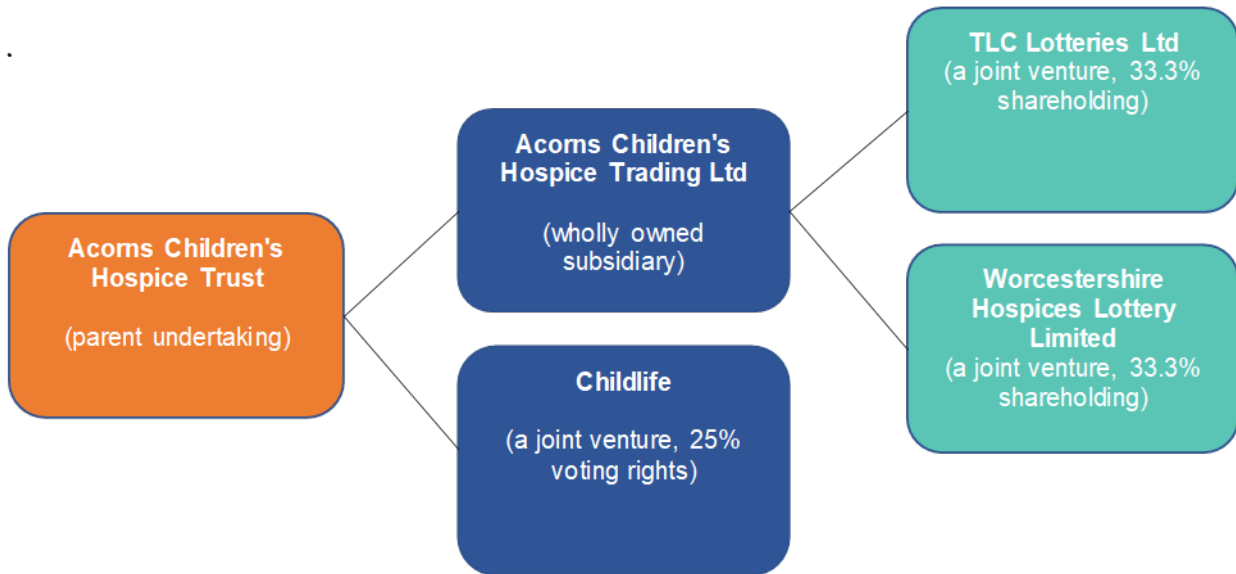 .
Acorns Children's
Hospice Trust
(parent undertaking)
Acorns Children's
Hospice Trading Ltd
(wholly owned
subsidiary)
Childlife
(a joint venture, 25%
voting rights)
TLC Lotteries Ltd
(a joint venture, 33.3%
shareholding)
Worcestershire
Hospices Lottery
Limited
(a joint venture, 33.3%
shareholding)